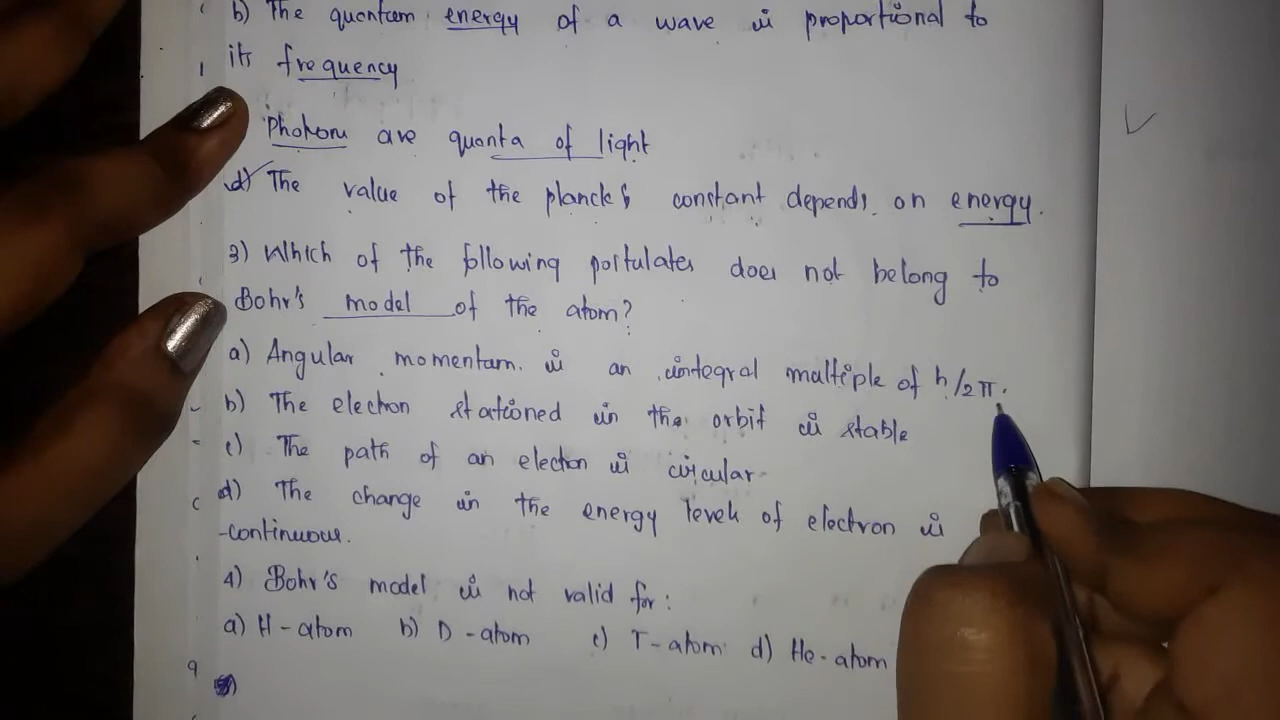 b) The quantum energy of a wave is proportional to
its frequency
Photons are quanta of light
d) The value of the planck's constant depends on energy.
3) Which of the following postulates does not belong to
Bohr's model of the atom?
a) Angular momentum is an integral multiple of h/2π.
b) The electron stationed in the orbit is stable
c) The path of an electron is circular
d) The change in the energy levels of electron is
-continuous.
4) Bohr's model is not valid for:
a) H-atom b) D-atom c) T-atom d) He-atom